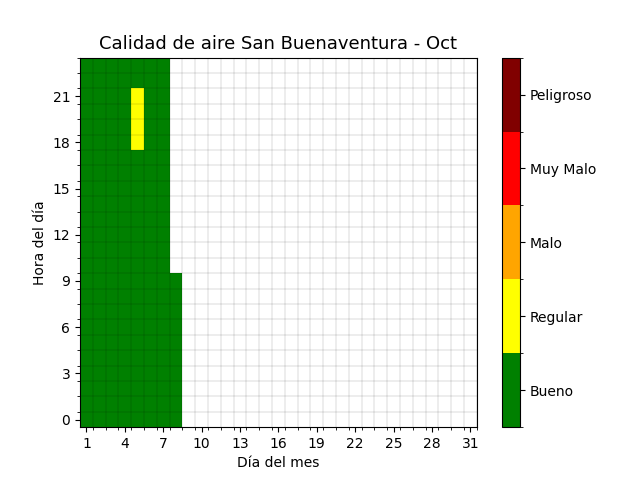 Calidad de aire San Buenaventura - Oct
Hora del día
21
18
15
12
9
6
3
0
1 4 7 10 13 16 19 22 25 28 31
Día del mes
Peligroso
Muy Malo
Malo
Regular
Bueno